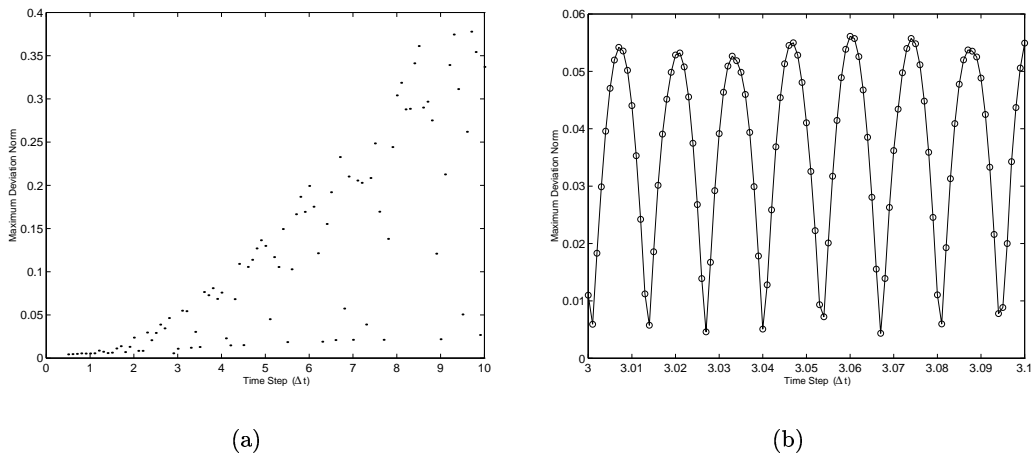 0.4
0.35
0.3
0.25
0.2
0.15
0.1
0.05
0
Maximum Deviation Norm
0 1 2 3 4 5 6 7 8 9 10
Time Step (Δ t)
(a)
0.06
0.05
0.04
0.03
0.02
0.01
0
Maximum Deviation Norm
3 3.01 3.02 3.03 3.04 3.05 3.06 3.07 3.08 3.09 3.1
Time Step (Δ t)
(b)